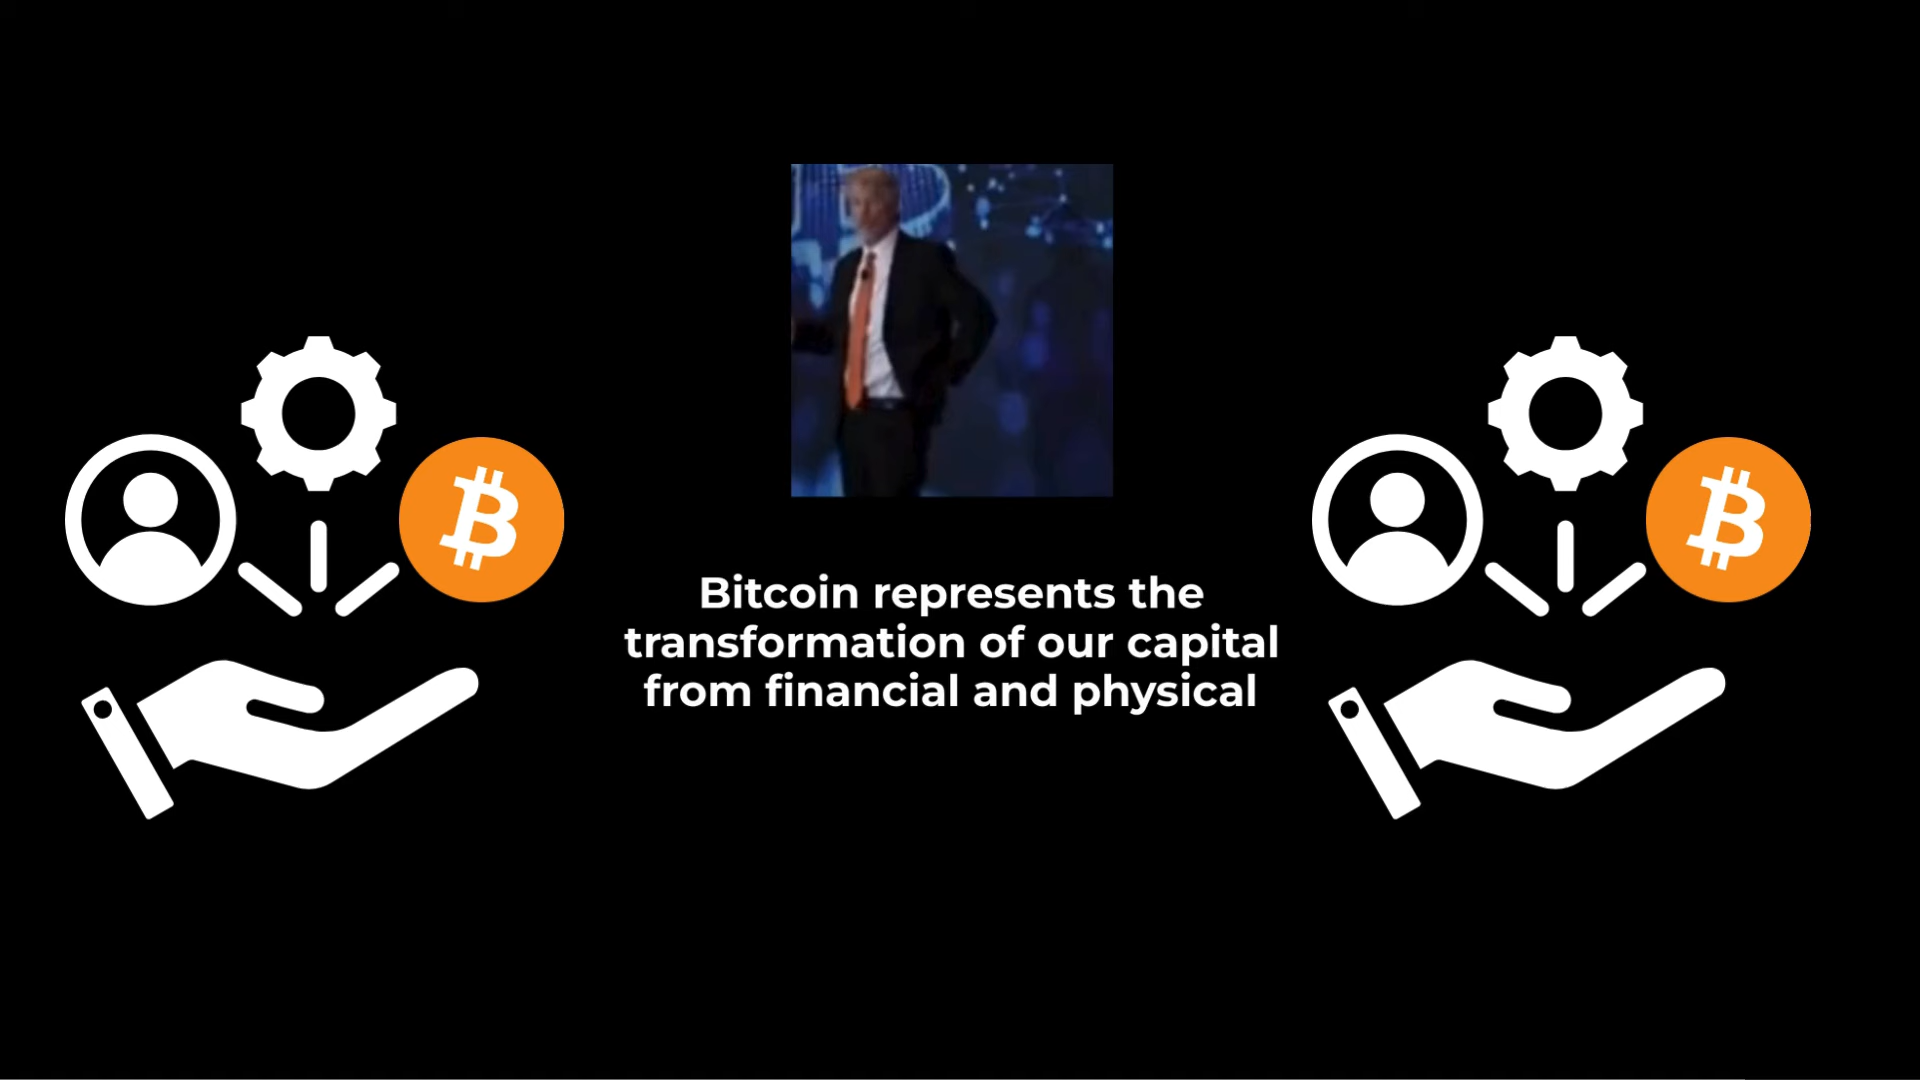 Bitcoin represents the
transformation of our capital
from financial and physical